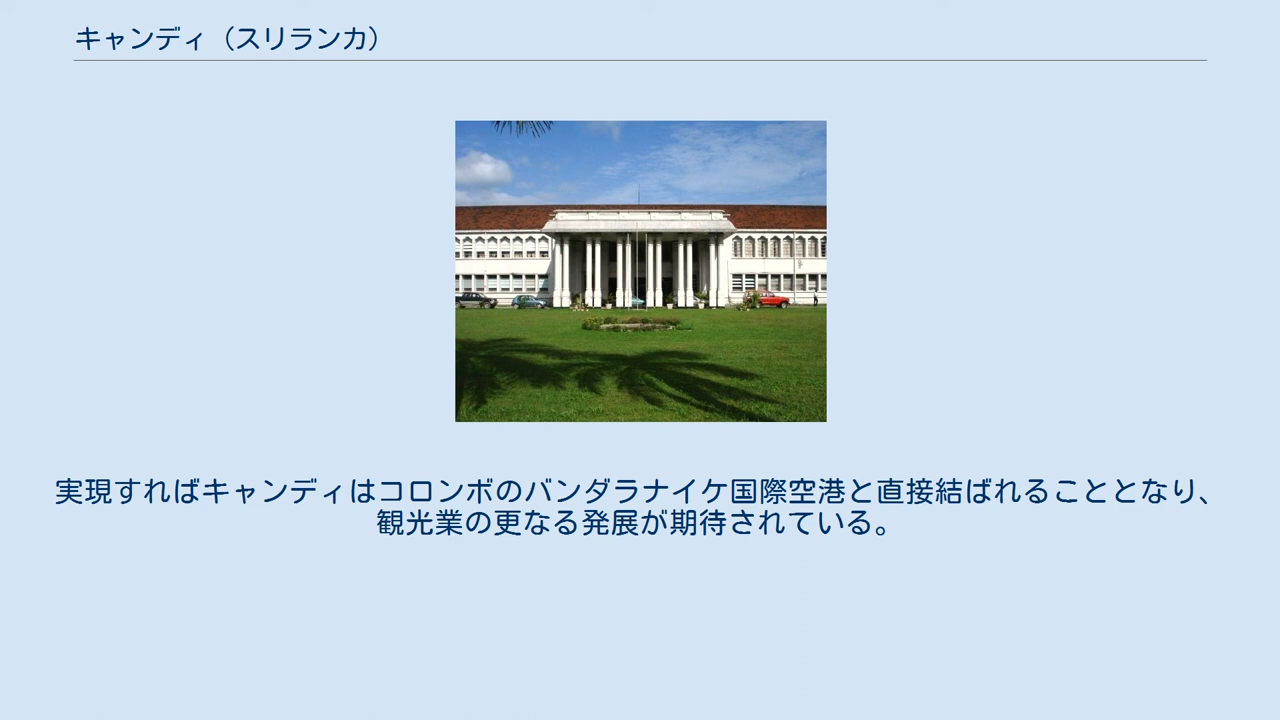 キャンディ（スリランカ）
実現すればキャンディはコロンボのバンダラナイケ国際空港と直接結ばれることとなり、
観光業の更なる発展が期待されている。